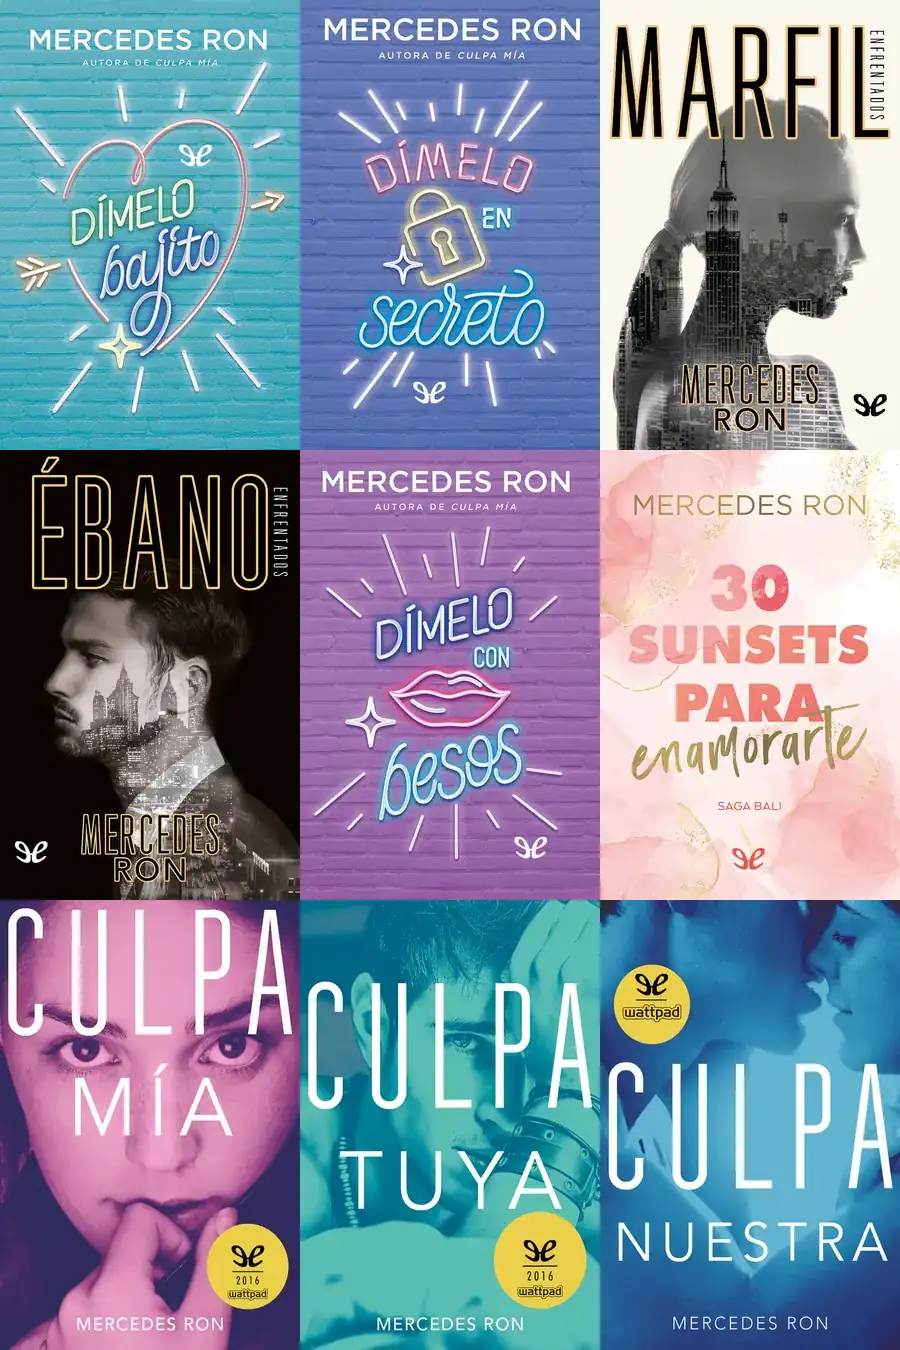 MERCEDES RON
AUTORA DE CULPA MÍA
DÍMELO
bajito
MERCEDES RON
AUTORA DE CULPA MÍA
DÍMELO
EN
secreto
MARFIL
ENFRENTADOS
MERCEDES
RON
ÉBANO
ENFRENTADOS
MERCEDES
RON
MERCEDES RON
AUTORA DE CULPA MÍA
DÍMELO
CON
besos
MERCEDES RON
30
SUNSETS
PARA
enamorarte
SAGA BALI
CULPA
MÍA
2016
wattpad
MERCEDES RON
CULPA
TUYA
2016
wattpad
MERCEDES RON
wattpad
CULPA
NUESTRA
MERCEDES RON